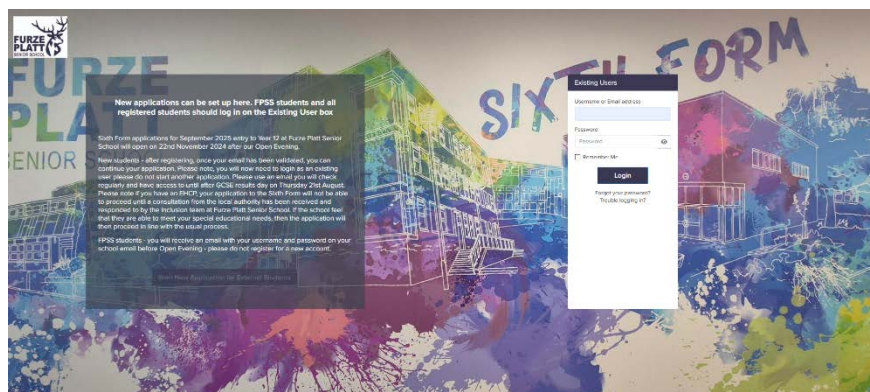 FURZE
PLATT
SENIOR SCHOOL
FURZE
PLA
SENIOR S
SIXTH FORM
New applications can be set up here. FPSS students and all
registered students should log in on the Existing User box
Sixth Form applications for September 2025 entry to Year 12 at Furze Platt Senior
School will open on 22nd November 2024 after our Open Evening.
New students - after registering, once your email has been validated, you can
continue your application. Please note, you will now need to login as an existing
user please do not start another application. Please use an email you will check
regularly and have access to until after GCSE results day on Thursday 21st August.
Please note if you have an EHCP, your application to the Sixth Form will not be able
to proceed until a consultation from the local authority has been received and
responded to by the Inclusion team at Furze Platt Senior School. If the school feel
that they are able to meet your special educational needs, then the application will
then proceed in line with the usual process.
FPSS students - you will receive an email with your username and password on your
school email before Open Evening - please do not register for a new account.
Start New Application for External Students
Existing Users
Username or Email address
Password
Password
Remember Me
Login
Forgot your password?
Trouble logging in?